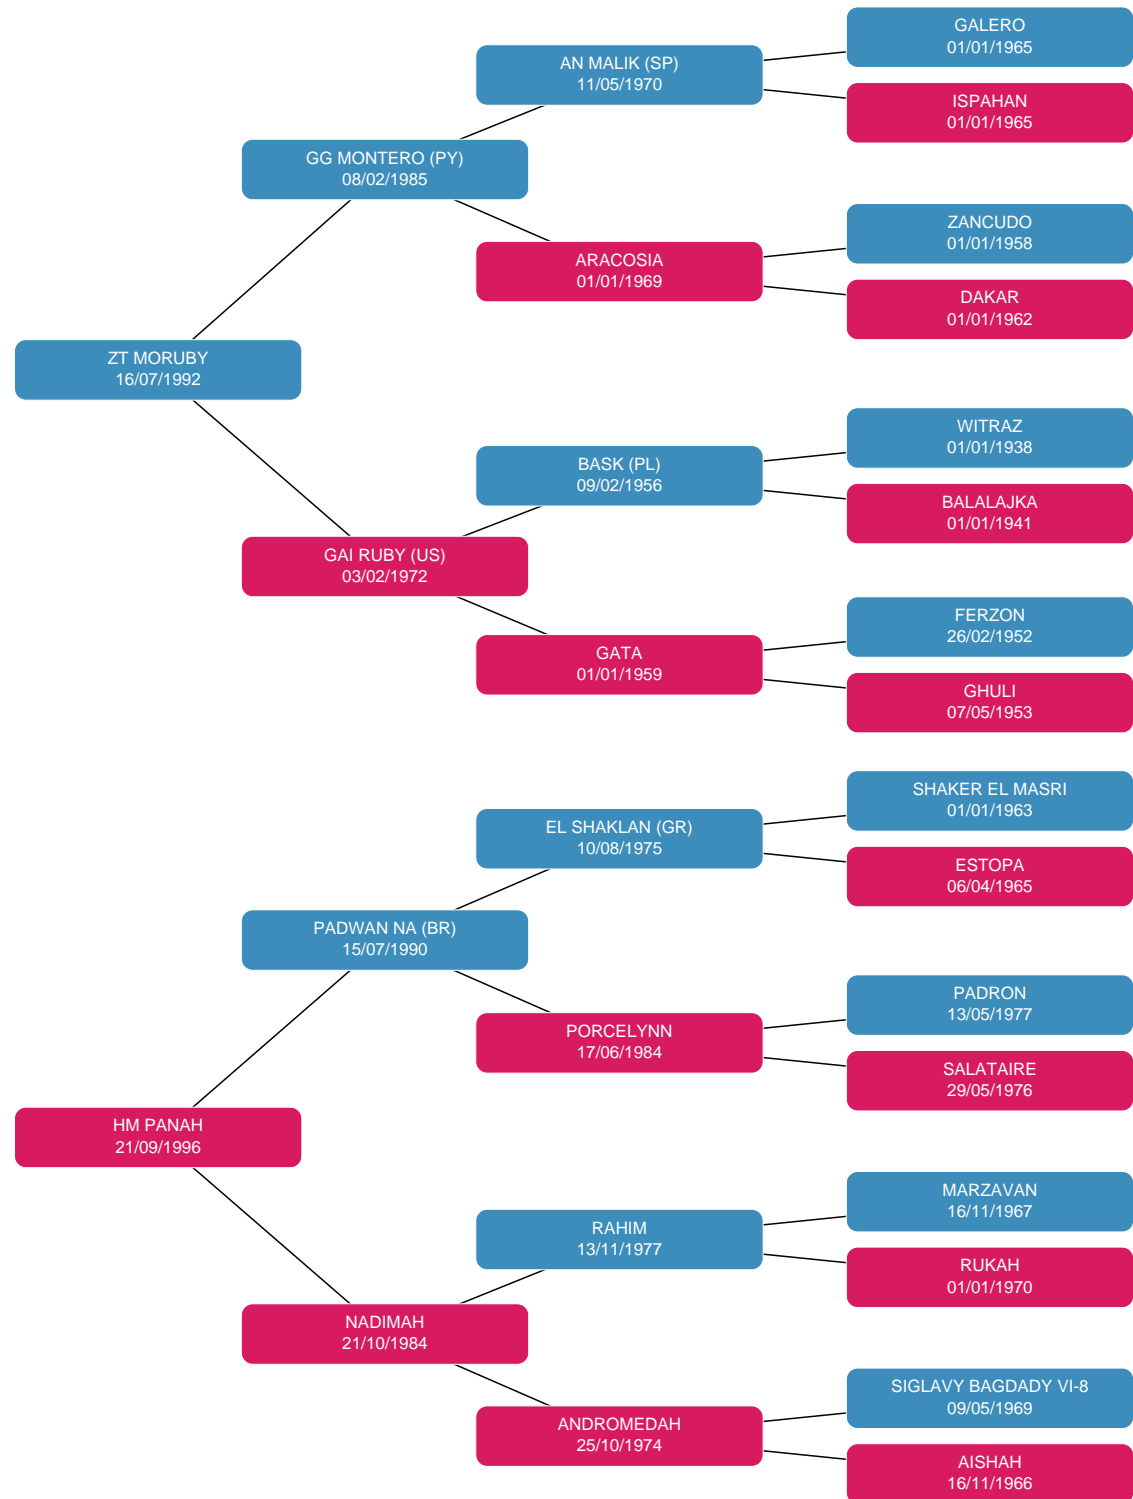 GALERO
01/01/1965
AN MALIK (SP)
11/05/1970
ISPAHAN
01/01/1965
GG MONTERO (PY)
08/02/1985
ZANCUDO
01/01/1958
ARACOSIA
01/01/1969
DAKAR
01/01/1962
ZT MORUBY
16/07/1992
WITRAZ
01/01/1938
BASK (PL)
09/02/1956
BALALAJKA
01/01/1941
GAI RUBY (US)
03/02/1972
FERZON
26/02/1952
GATA
01/01/1959
GHULI
07/05/1953
SHAKER EL MASRI
01/01/1963
EL SHAKLAN (GR)
10/08/1975
ESTOPA
06/04/1965
PADWAN NA (BR)
15/07/1990
PADRON
13/05/1977
PORCELYNN
17/06/1984
SALATAIRE
29/05/1976
HM PANAH
21/09/1996
MARZAVAN
16/11/1967
RAHIM
13/11/1977
RUKAH
01/01/1970
NADIMAH
21/10/1984
SIGLAVY BAGDADY VI-8
09/05/1969
ANDROMEDAH
25/10/1974
AISHAH
16/11/1966